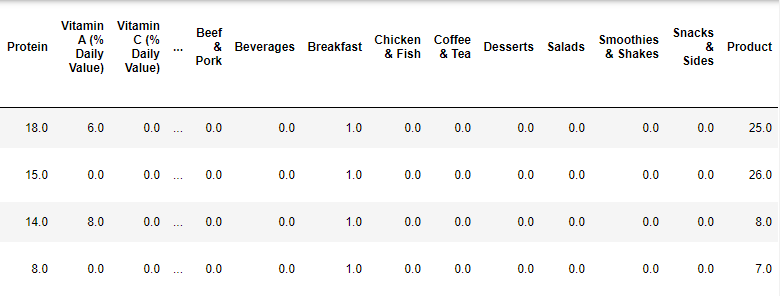 Protein Vitamin A (% Daily Value) Vitamin C (% Daily Value) ... Beef & Pork Beverages Breakfast Chicken & Fish Coffee & Tea Desserts Salads Smoothies & Shakes Snacks & Sides Product
18.0 6.0 0.0 ... 0.0 0.0 1.0 0.0 0.0 0.0 0.0 0.0 0.0 25.0
15.0 0.0 0.0 ... 0.0 0.0 1.0 0.0 0.0 0.0 0.0 0.0 0.0 26.0
14.0 8.0 0.0 ... 0.0 0.0 1.0 0.0 0.0 0.0 0.0 0.0 0.0 8.0
8.0 0.0 0.0 ... 0.0 0.0 1.0 0.0 0.0 0.0 0.0 0.0 0.0 7.0